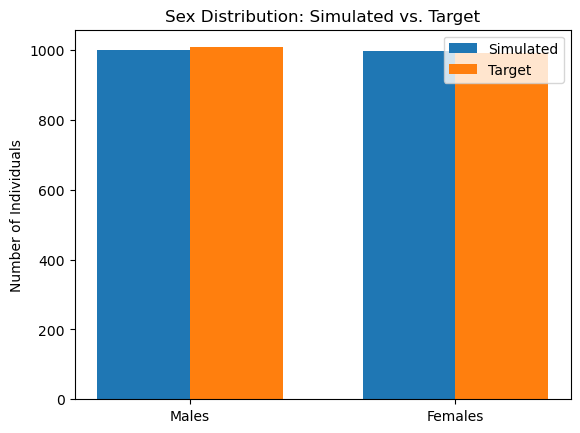 Sex Distribution: Simulated vs. Target
Simulated
Target
Number of Individuals
1000
800
600
400
200
0
Males
Females